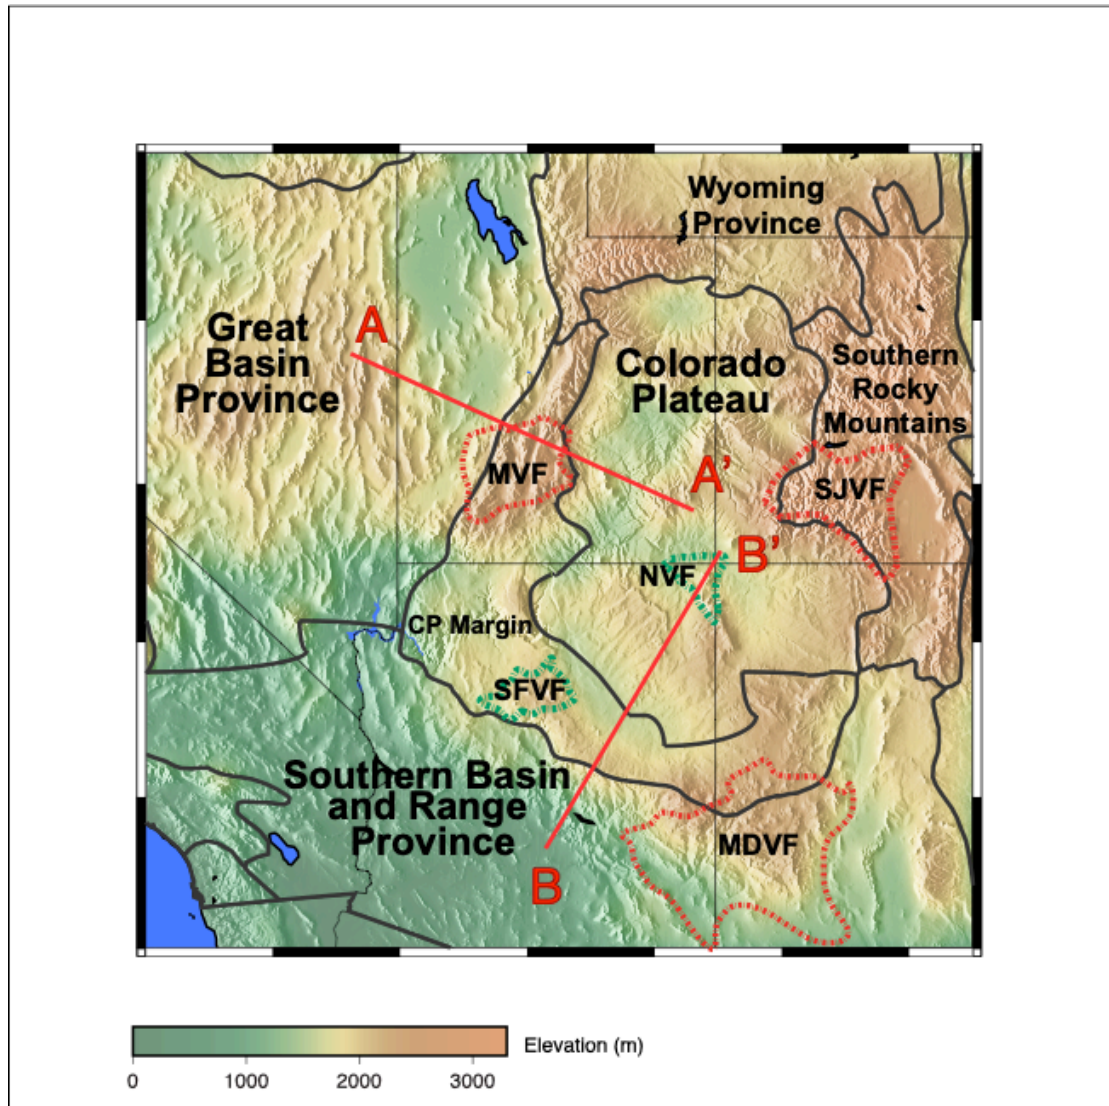 Wyoming
Province
A
Great
Basin
Province
Colorado
Plateau
Southern
Rocky
Mountains
MVF
A'
SJVF
B'
NVF
CP Margin
SFVF
Southern Basin
and Range
Province
MDVF
B
Elevation (m)
0 1000 2000 3000